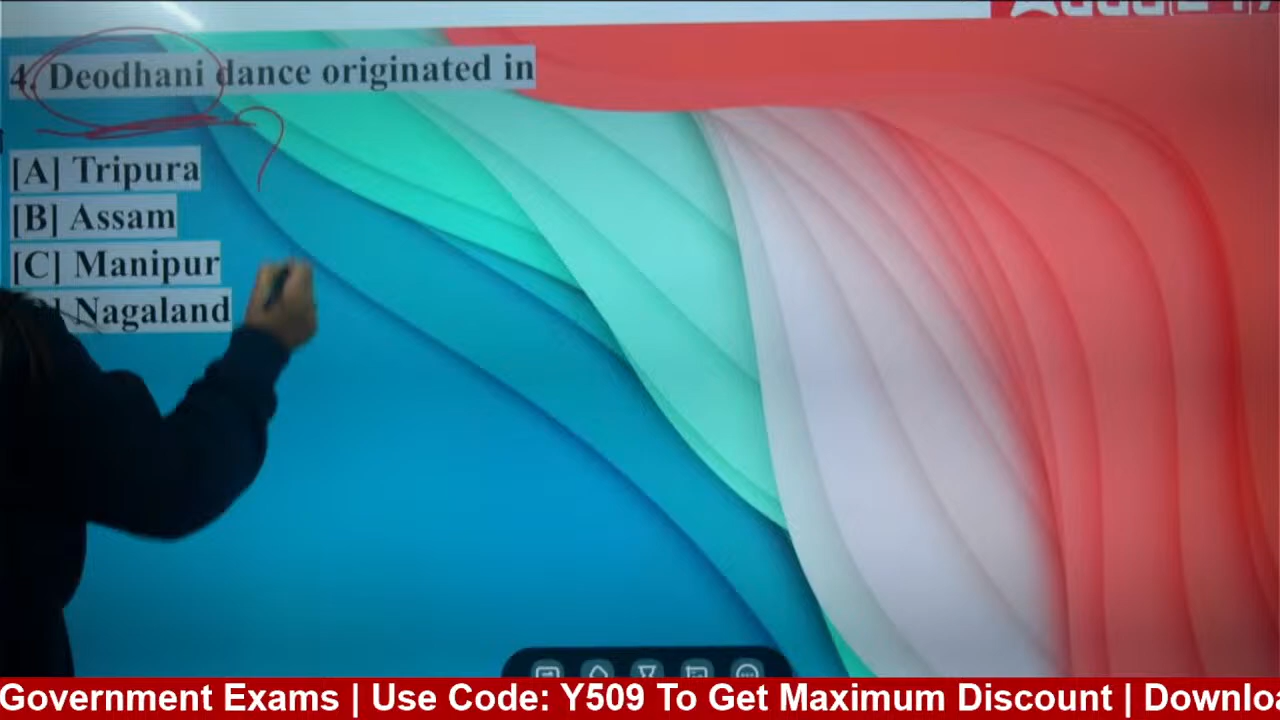 4. Deodhani dance originated in
[A] Tripura
[B] Assam
[C] Manipur
Nagaland
Government Exams | Use Code: Y509 To Get Maximum Discount | Downlo